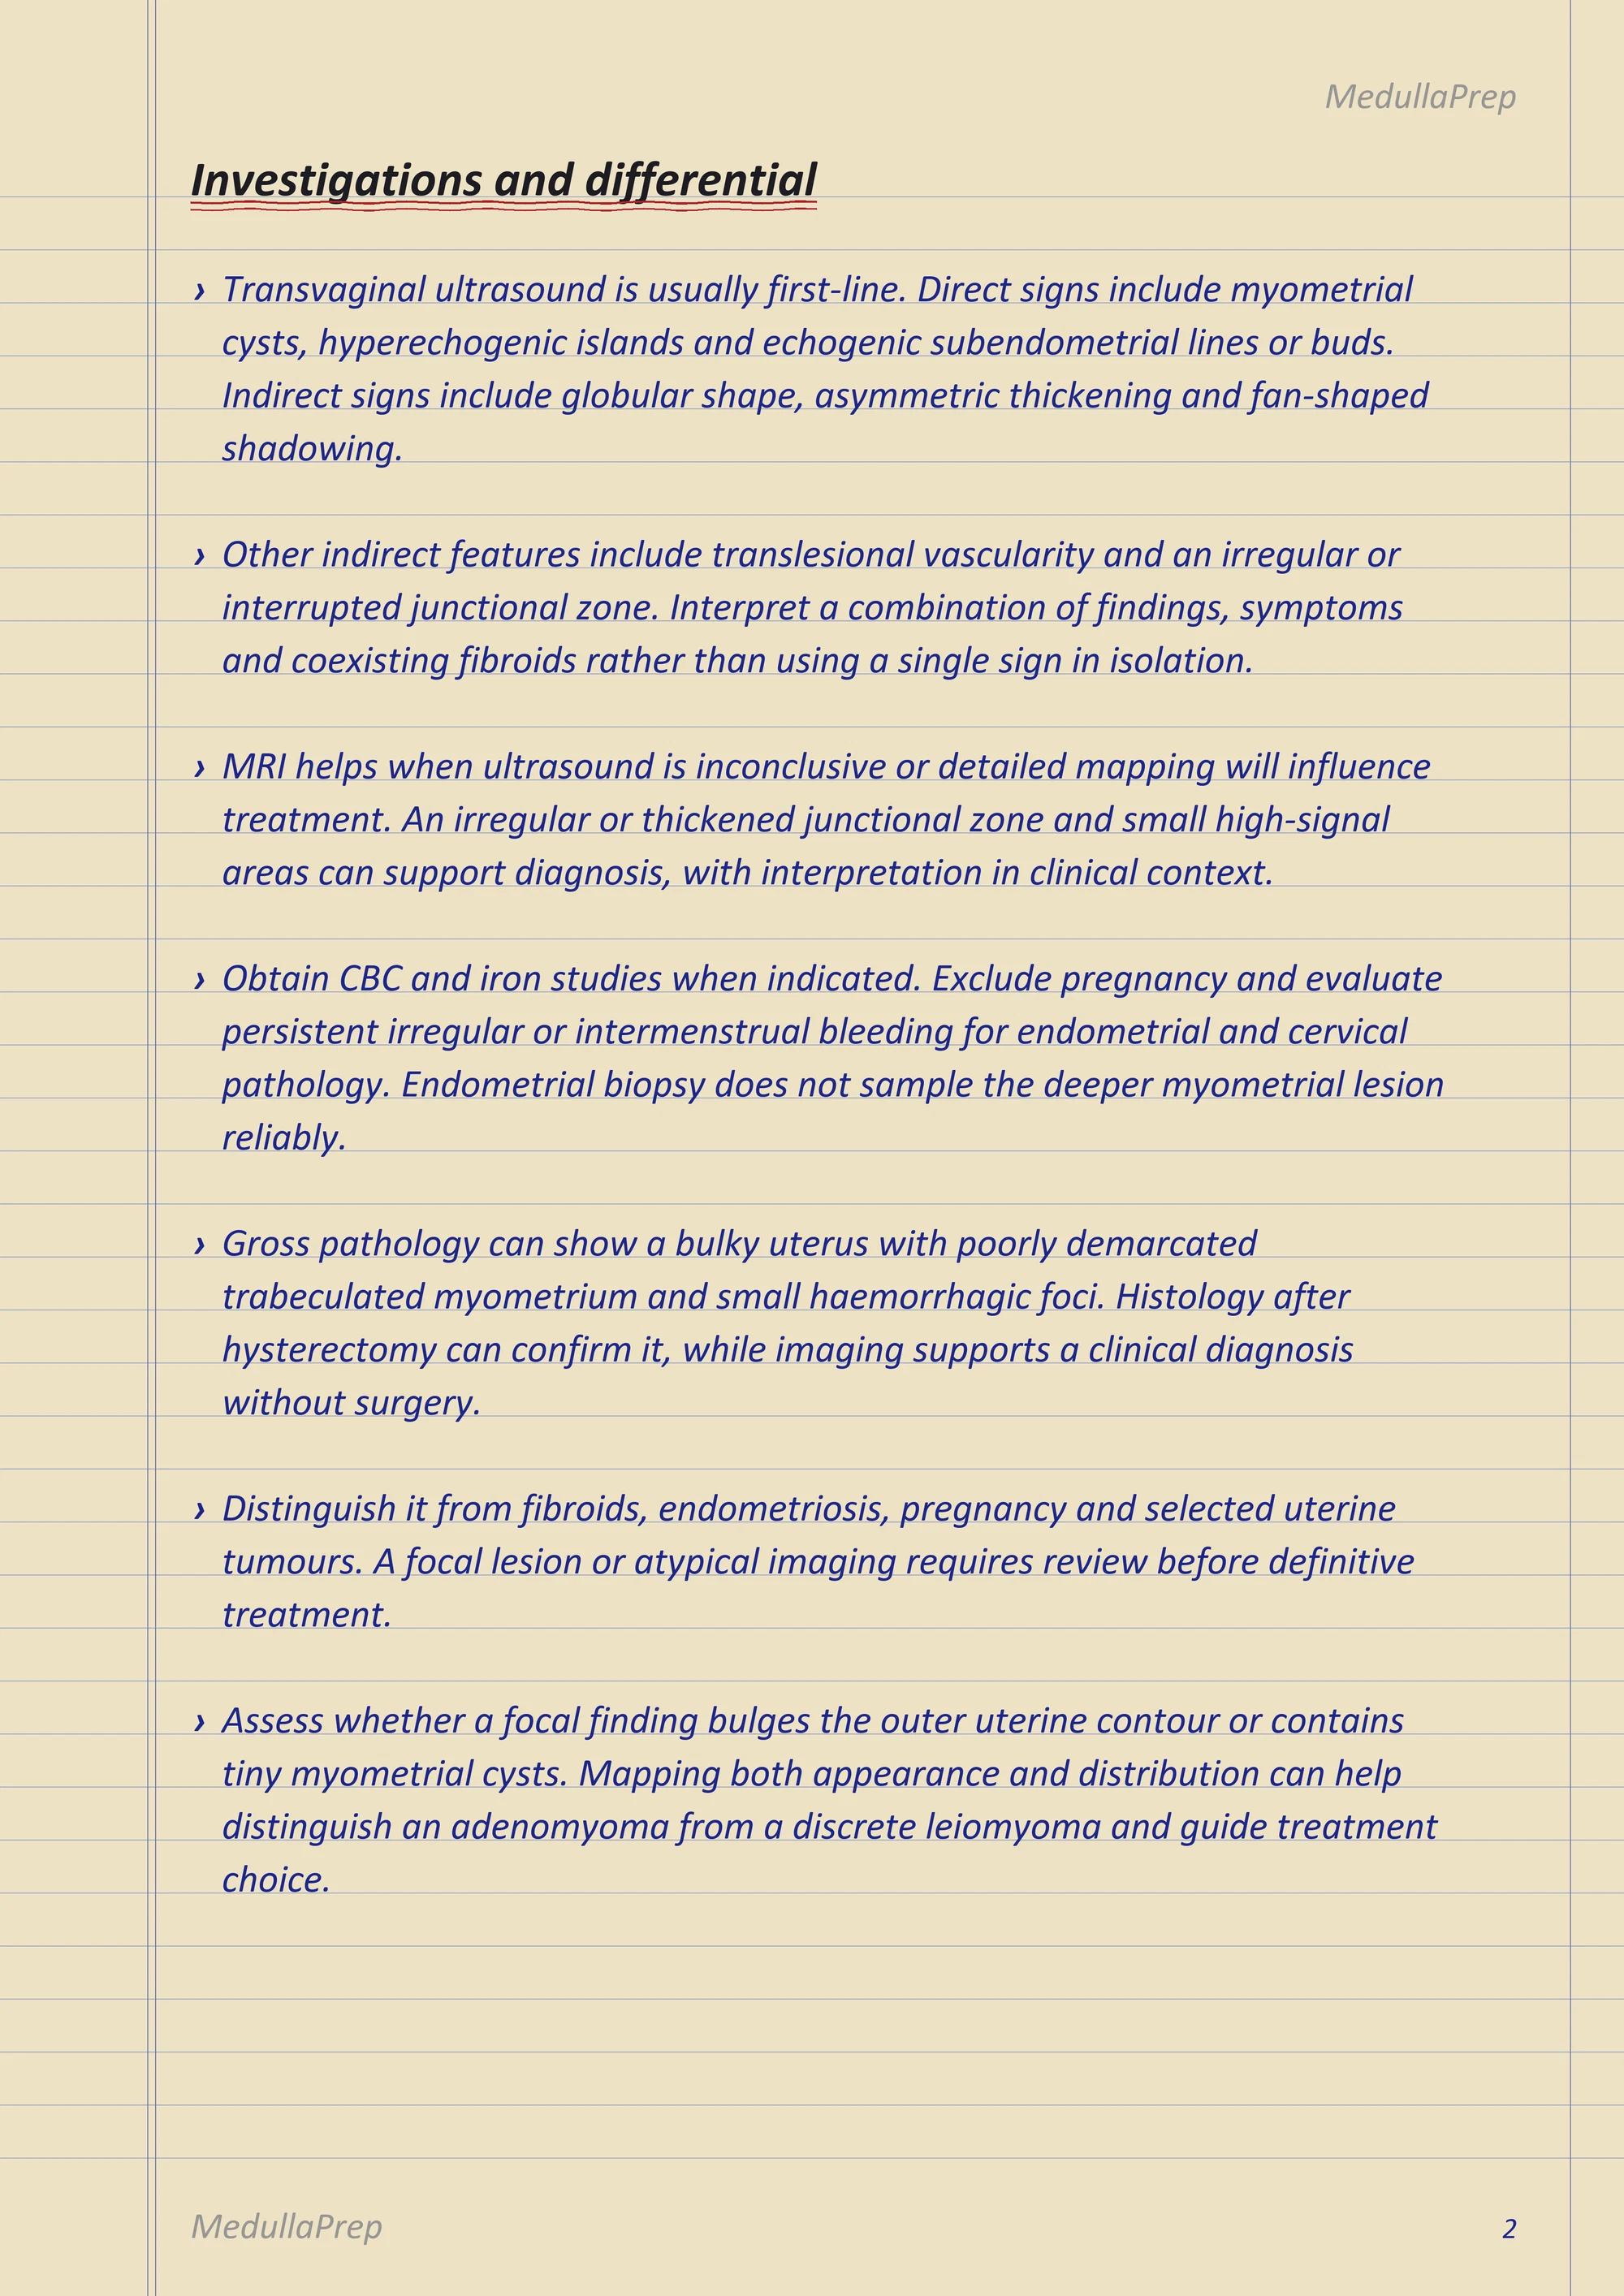 MedullaPrep
Investigations and differential
› Transvaginal ultrasound is usually first-line. Direct signs include myometrial
cysts, hyperechogenic islands and echogenic subendometrial lines or buds.
Indirect signs include globular shape, asymmetric thickening and fan-shaped
shadowing.
› Other indirect features include translesional vascularity and an irregular or
interrupted junctional zone. Interpret a combination of findings, symptoms
and coexisting fibroids rather than using a single sign in isolation.
› MRI helps when ultrasound is inconclusive or detailed mapping will influence
treatment. An irregular or thickened junctional zone and small high-signal
areas can support diagnosis, with interpretation in clinical context.
› Obtain CBC and iron studies when indicated. Exclude pregnancy and evaluate
persistent irregular or intermenstrual bleeding for endometrial and cervical
pathology. Endometrial biopsy does not sample the deeper myometrial lesion
reliably.
› Gross pathology can show a bulky uterus with poorly demarcated
trabeculated myometrium and small haemorrhagic foci. Histology after
hysterectomy can confirm it, while imaging supports a clinical diagnosis
without surgery.
› Distinguish it from fibroids, endometriosis, pregnancy and selected uterine
tumours. A focal lesion or atypical imaging requires review before definitive
treatment.
› Assess whether a focal finding bulges the outer uterine contour or contains
tiny myometrial cysts. Mapping both appearance and distribution can help
distinguish an adenomyoma from a discrete leiomyoma and guide treatment
choice.
MedullaPrep
2